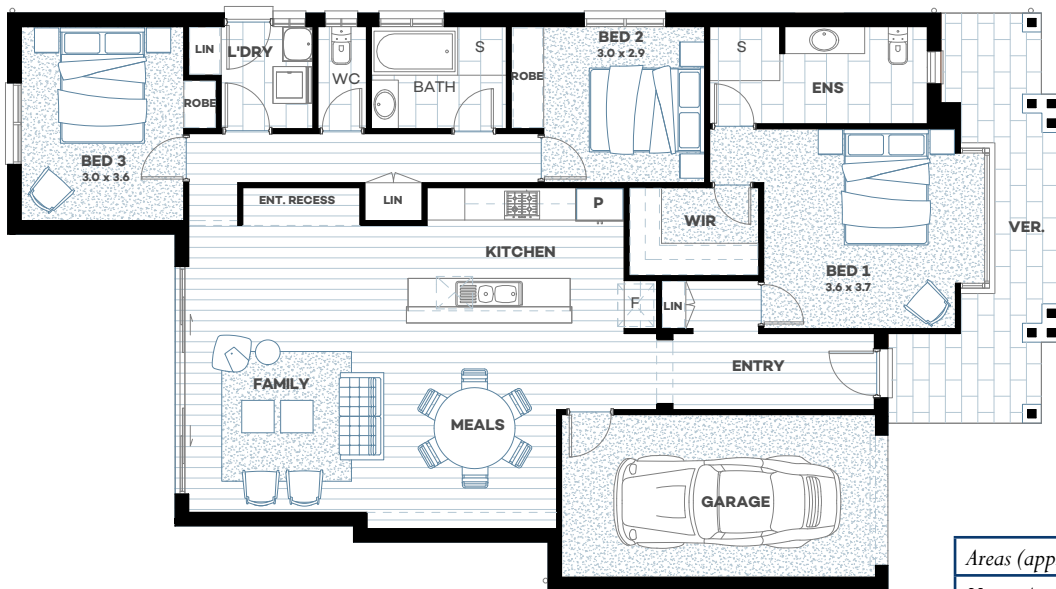 LIN
L'DRY
WC
BATH
S
ROBE
BED 2
3.0 x 2.9
S
ENS
ROBE
BED 3
3.0 x 3.6
ENT. RECESS
LIN
P
WIR
VER.
KITCHEN
BED 1
3.6 x 3.7
F
LIN
ENTRY
FAMILY
MEALS
GARAGE
Areas (app